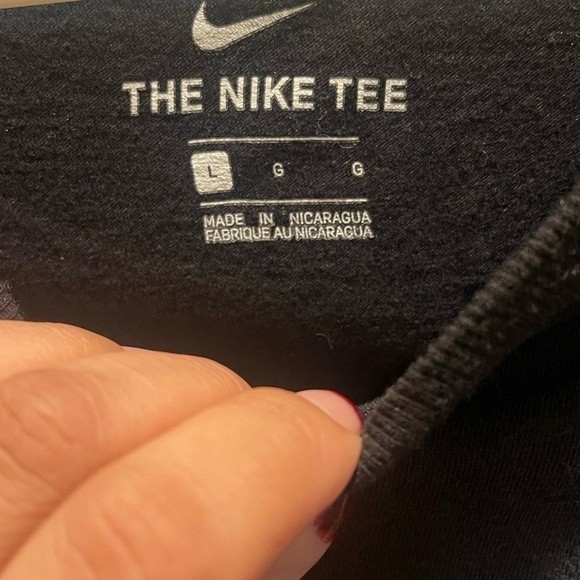 THE NIKE TEE
L G G
MADE IN NICARAGUA
FABRIQUE AU NICARAGUA